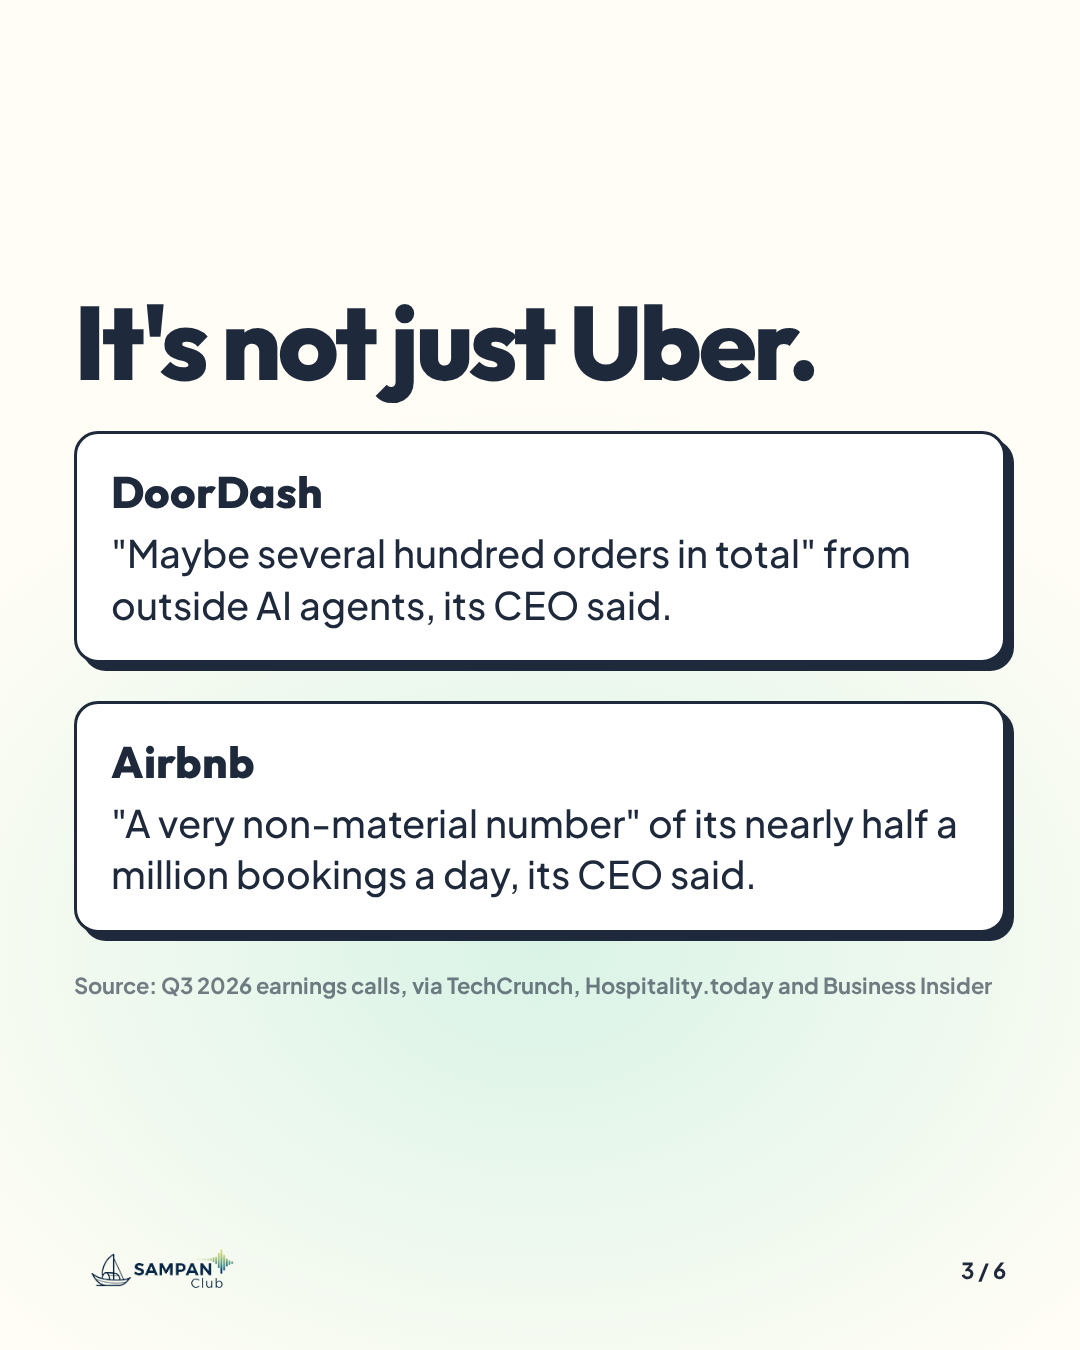 It's not just Uber.
DoorDash
"Maybe several hundred orders in total" from
outside AI agents, its CEO said.
Airbnb
"A very non-material number" of its nearly half a
million bookings a day, its CEO said.
Source: Q3 2026 earnings calls, via TechCrunch, Hospitality.today and Business Insider
SAMPAN
Club
3 / 6